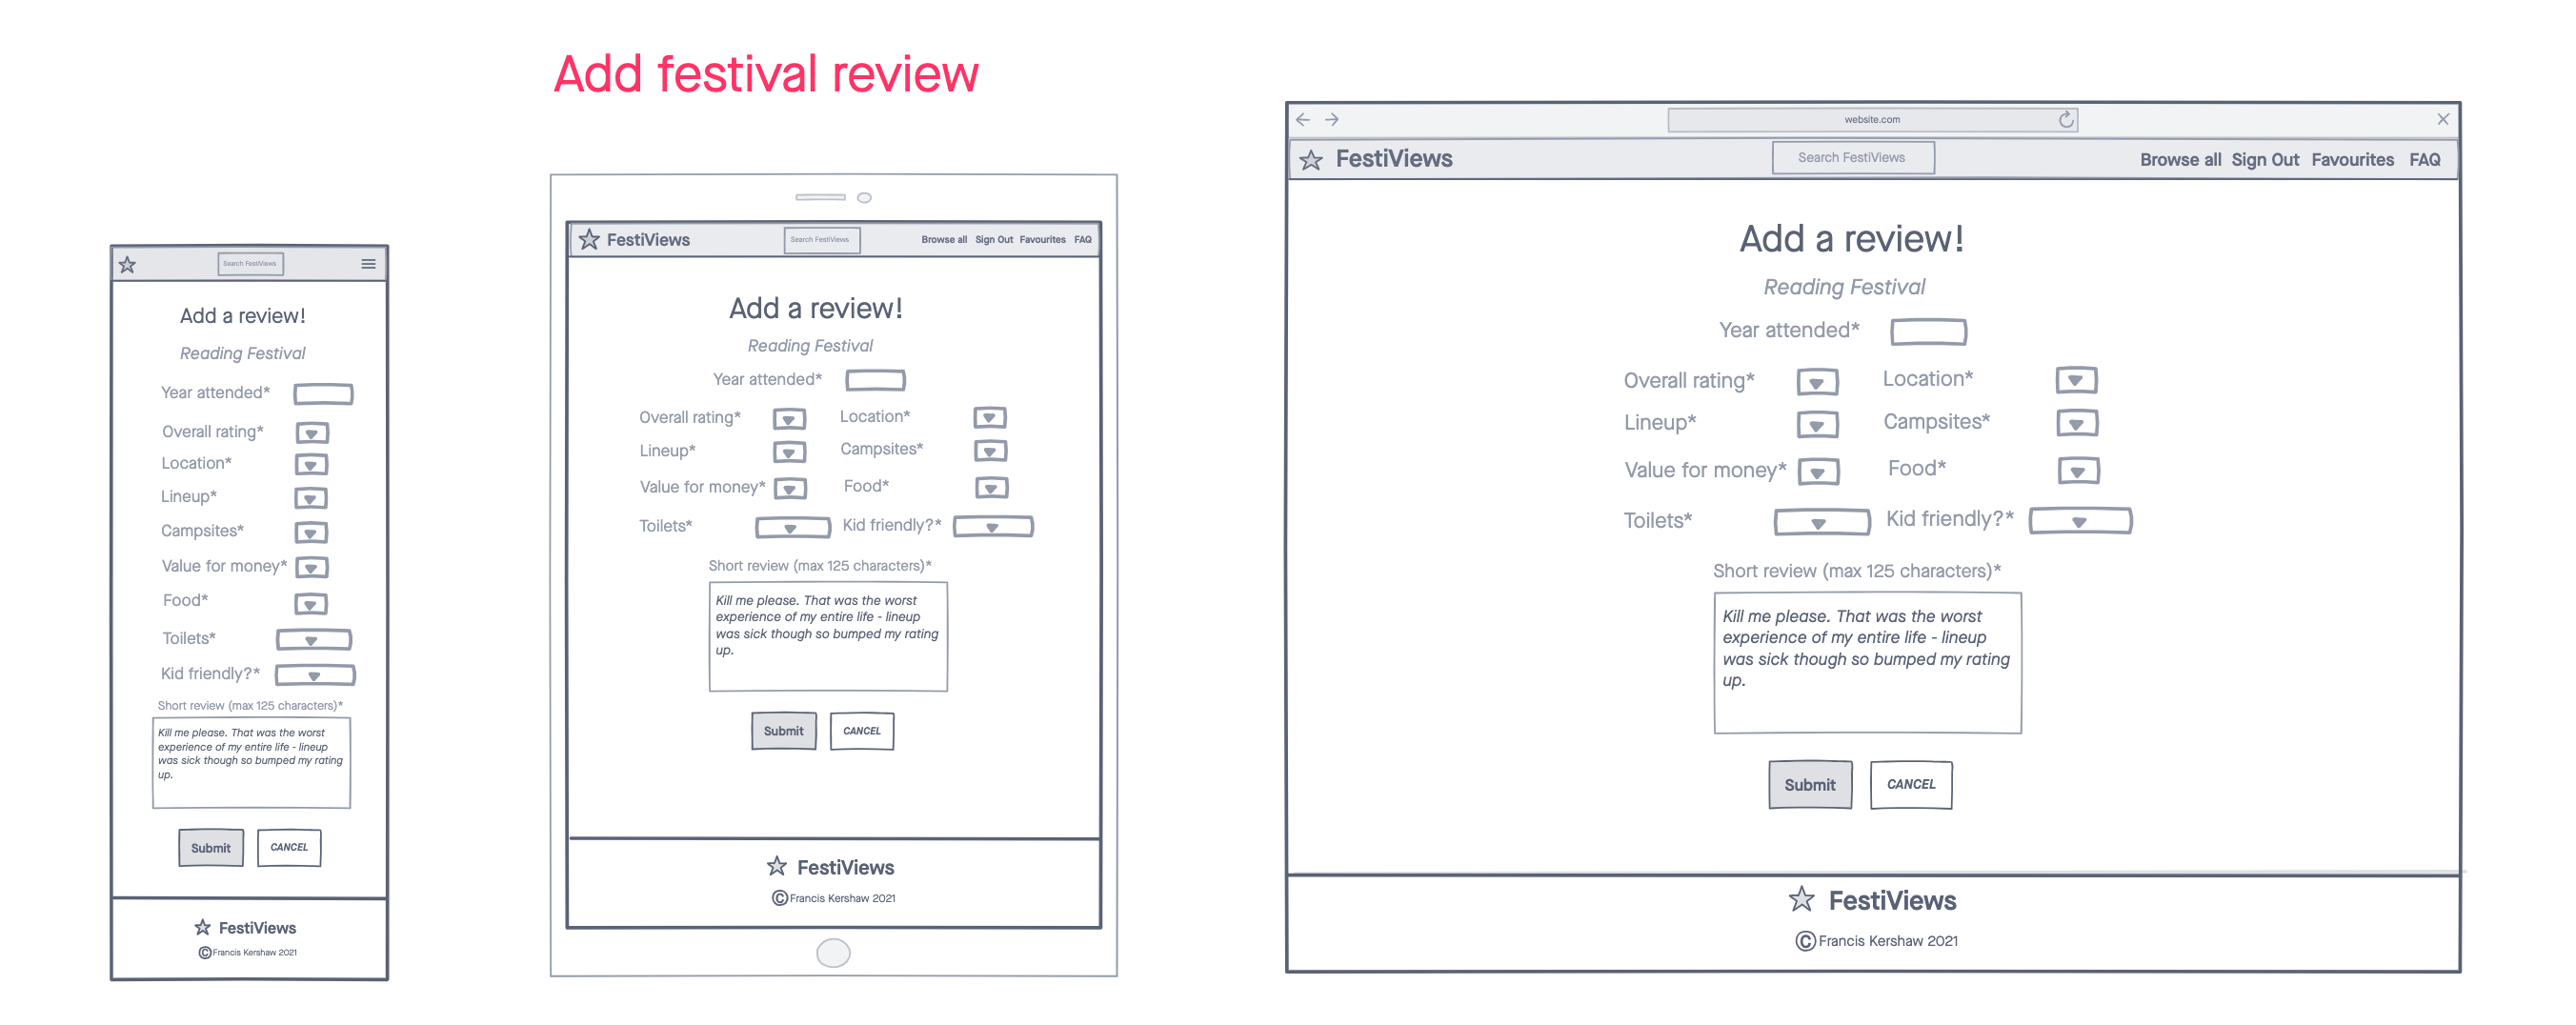 Add festival review
Search FestiViews
Add a review!
Reading Festival
Year attended*
Overall rating*
Location*
Lineup*
Campsites*
Value for money*
Food*
Toilets*
Kid friendly?*
Short review (max 125 characters)*
Kill me please. That was the worst
experience of my entire life - lineup
was sick though so bumped my rating
up.
Submit CANCEL
FestiViews
©Francis Kershaw 2021
FestiViews Search FestiViews Browse all Sign Out Favourites FAQ
Add a review!
Reading Festival
Year attended*
Overall rating* Location*
Lineup* Campsites*
Value for money* Food*
Toilets* Kid friendly?*
Short review (max 125 characters)*
Kill me please. That was the worst
experience of my entire life - lineup
was sick though so bumped my rating
up.
Submit CANCEL
FestiViews
©Francis Kershaw 2021
website.com
FestiViews Search FestiViews Browse all Sign Out Favourites FAQ
Add a review!
Reading Festival
Year attended*
Overall rating* Location*
Lineup* Campsites*
Value for money* Food*
Toilets* Kid friendly?*
Short review (max 125 characters)*
Kill me please. That was the worst
experience of my entire life - lineup
was sick though so bumped my rating
up.
Submit CANCEL
FestiViews
©Francis Kershaw 2021